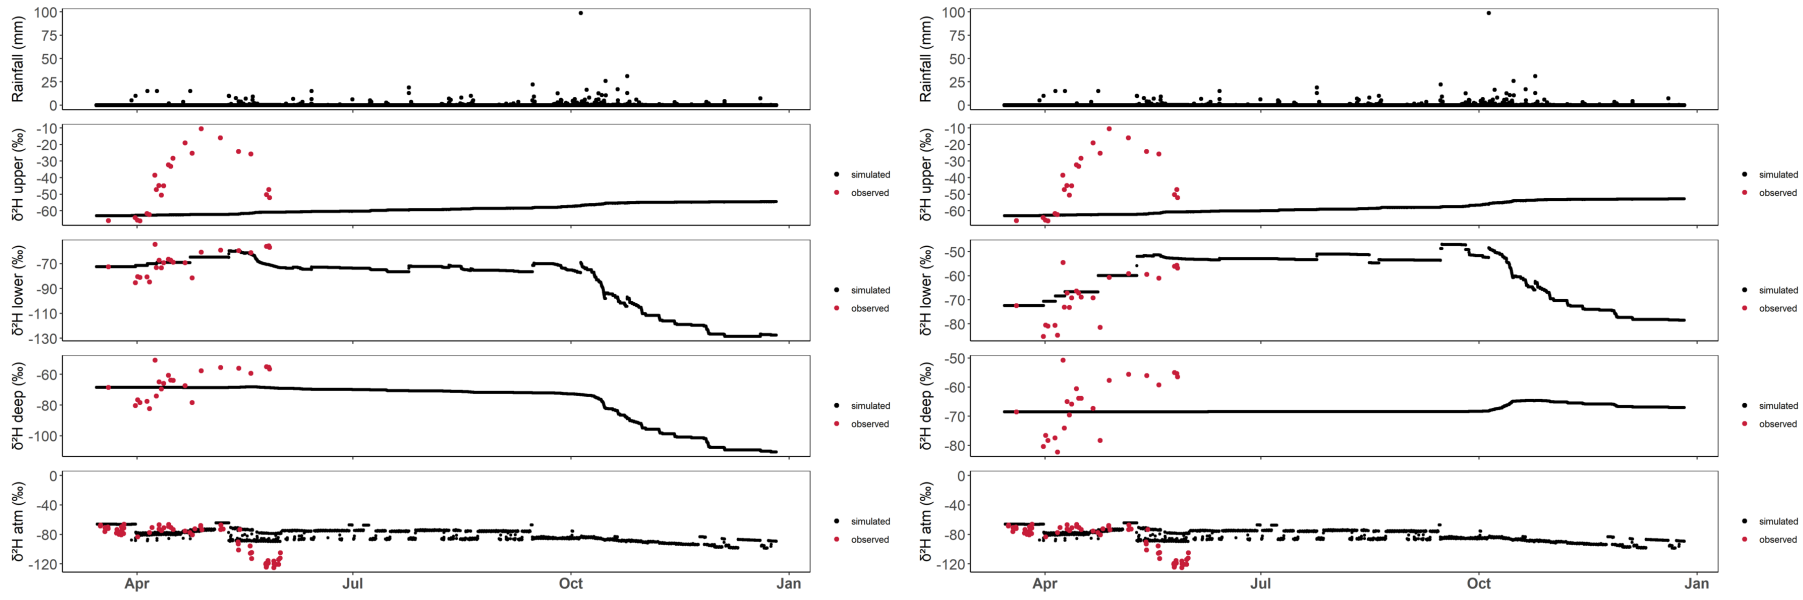 Rainfall (mm)
100
75
50
25
0
δ²H upper (‰)
-10
-20
-30
-40
-50
-60
simulated
observed
δ²H lower (‰)
-70
-90
-110
-130
simulated
observed
δ²H deep (‰)
-60
-80
-100
simulated
observed
δ²H atm (‰)
0
-40
-80
-120
simulated
observed
Apr Jul Oct Jan
Rainfall (mm)
100
75
50
25
0
δ²H upper (‰)
-10
-20
-30
-40
-50
-60
simulated
observed
δ²H lower (‰)
-50
-60
-70
-80
simulated
observed
δ²H deep (‰)
-50
-60
-70
-80
simulated
observed
δ²H atm (‰)
0
-40
-80
-120
simulated
observed
Apr Jul Oct Jan